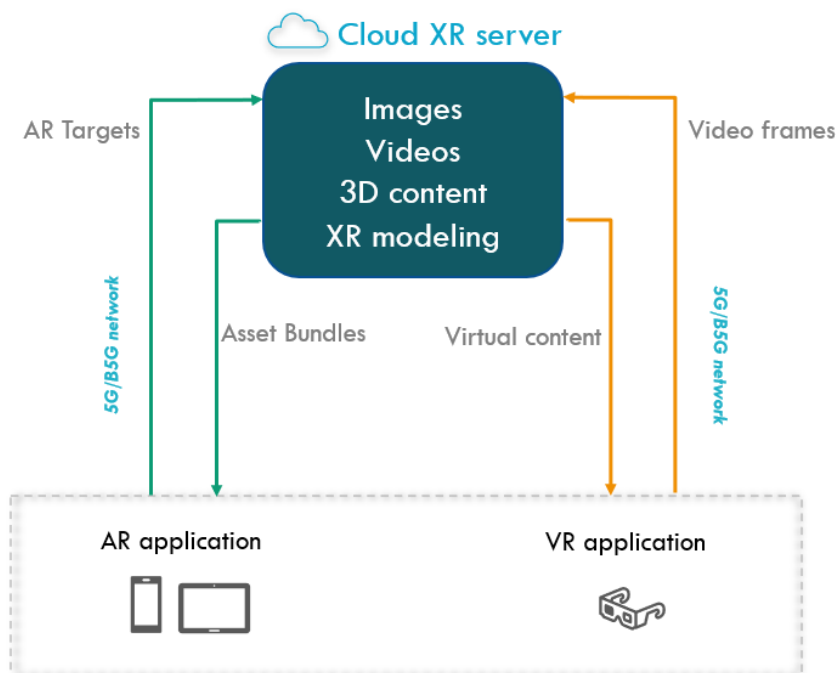 Cloud XR server
Images
Videos
3D content
XR modeling
AR Targets
Video frames
Asset Bundles
Virtual content
5G/B5G network
5G/B5G network
AR application
VR application